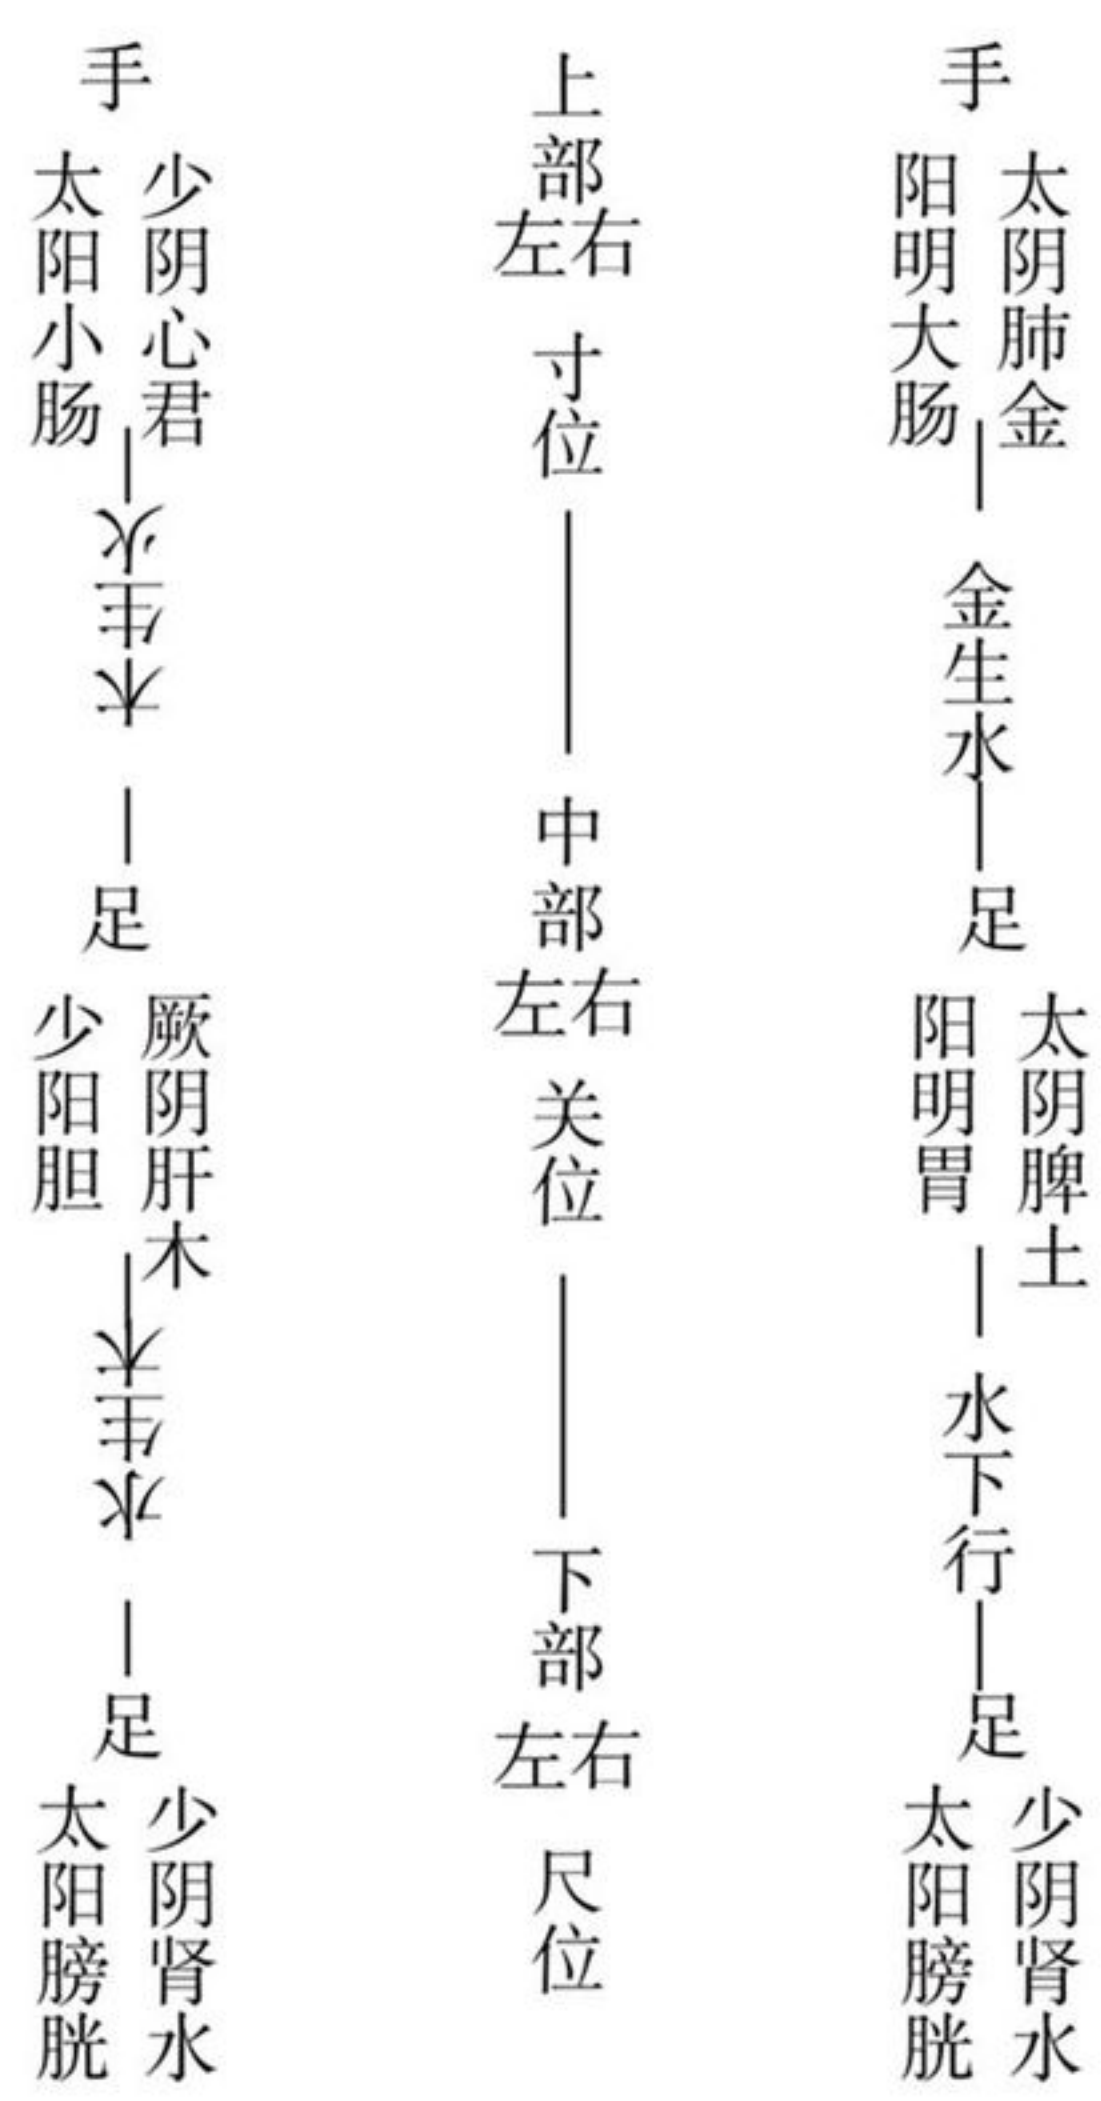 手
太阴肺金
阳明大肠
金生水
足
太阴脾土
阳明胃
水下行
足
少阴肾水
太阳膀胱
上部
左右
寸位
中部
左右
关位
下部
左右
尺位
手
少阴心君
太阳小肠
木生火
足
厥阴肝木
少阳胆
水生木
足
少阴肾水
太阳膀胱